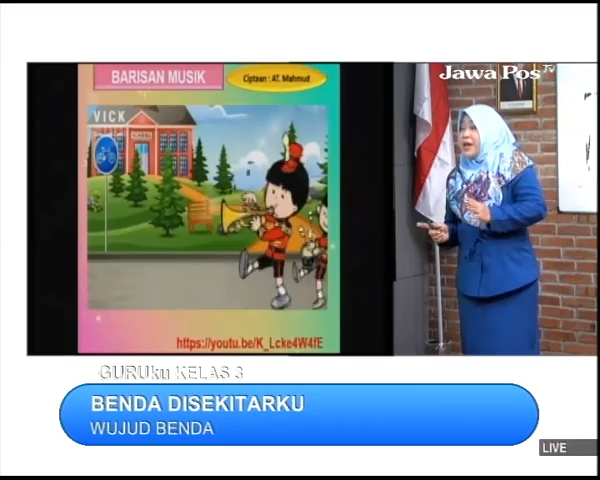 BARISAN MUSIK
Ciptaan : AT. Mahmud
Jawa Pos TV
VICK
SCHOOL
https://youtu.be/K_Lcke4W4fE
GURUku KELAS 3
BENDA DISEKITARKU
WUJUD BENDA
LIVE